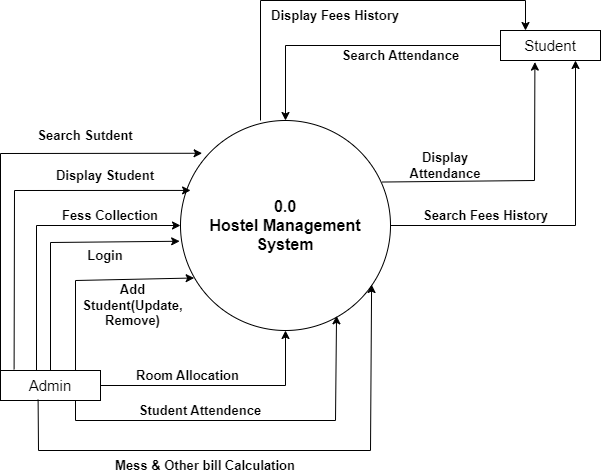 Display Fees History
Student
Search Attendance
Search Sutdent
Display
Attendance
Display Student
0.0
Hostel Management
System
Fess Collection
Search Fees History
Login
Add
Student(Update,
Remove)
Admin
Room Allocation
Student Attendence
Mess & Other bill Calculation